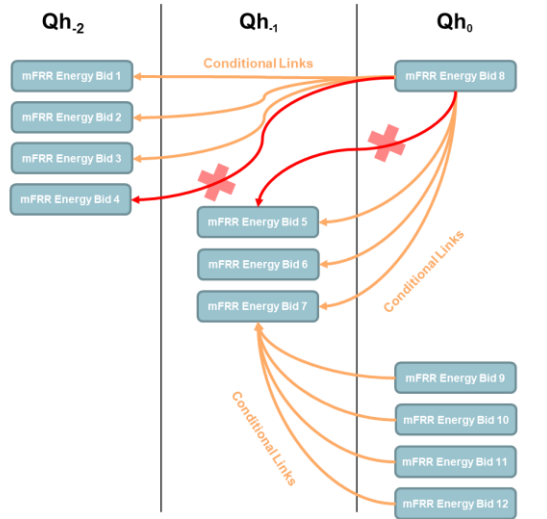 Qh-2
Qh-1
Qh0
Conditional Links
mFRR Energy Bid 1
mFRR Energy Bid 8
mFRR Energy Bid 2
mFRR Energy Bid 3
mFRR Energy Bid 4
mFRR Energy Bid 5
mFRR Energy Bid 6
Conditional Links
mFRR Energy Bid 7
mFRR Energy Bid 9
Conditional Links
mFRR Energy Bid 10
mFRR Energy Bid 11
mFRR Energy Bid 12